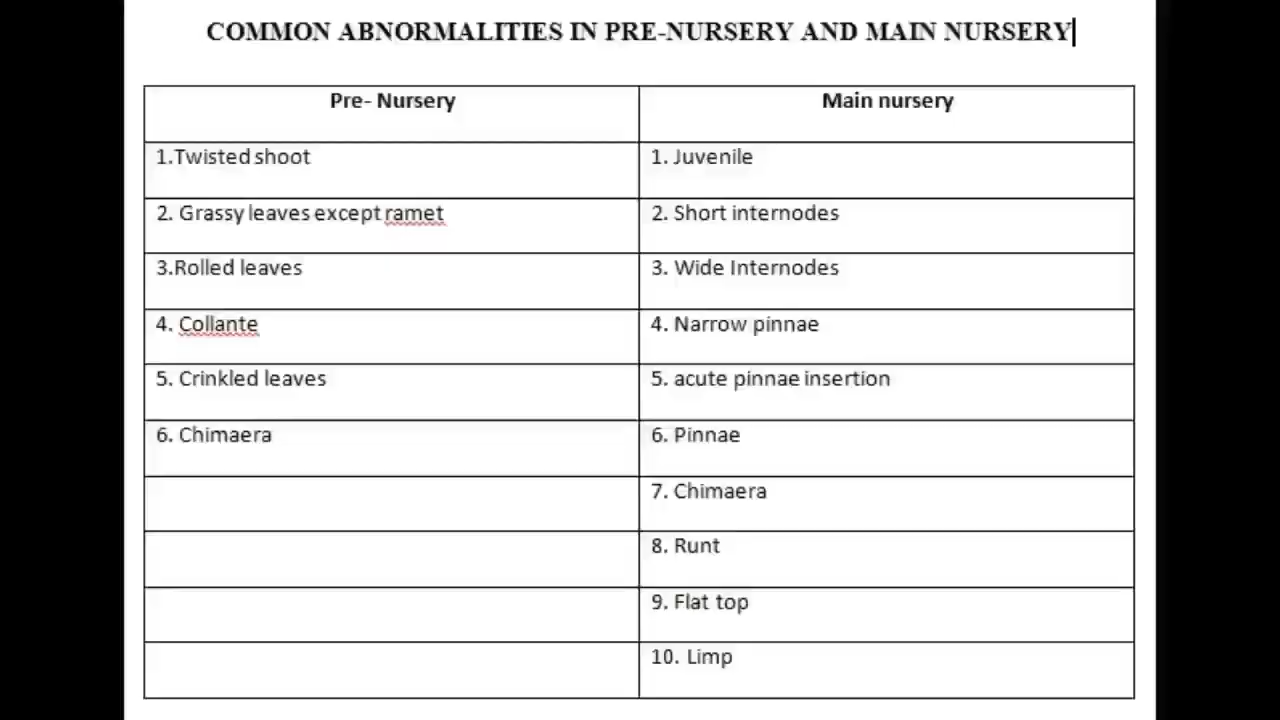 COMMON ABNORMALITIES IN PRE-NURSERY AND MAIN NURSERY
Pre- Nursery Main nursery
1.Twisted shoot 1. Juvenile
2. Grassy leaves except ramet 2. Short internodes
3.Rolled leaves 3. Wide Internodes
4. Collante 4. Narrow pinnae
5. Crinkled leaves 5. acute pinnae insertion
6. Chimaera 6. Pinnae
7. Chimaera
8. Runt
9. Flat top
10. Limp